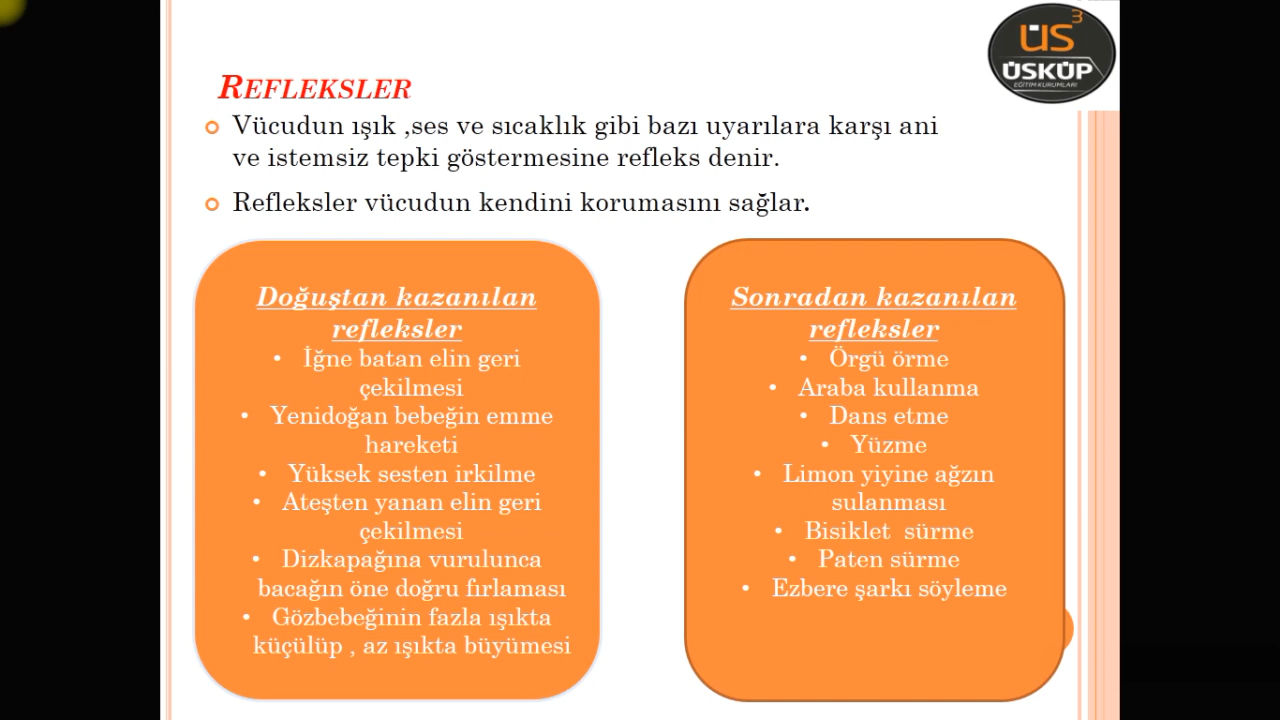 üs3
ÜSKÜP
EĞİTİM KURUMLARI
REFLEKSLER
Vücudun ışık ,ses ve sıcaklık gibi bazı uyarılara karşı ani
ve istemsiz tepki göstermesine refleks denir.
Refleksler vücudun kendini korumasını sağlar.
Doğuştan kazanılan
refleksler
• İğne batan elin geri
çekilmesi
• Yenidoğan bebeğin emme
hareketi
• Yüksek sesten irkilme
• Ateşten yanan elin geri
çekilmesi
• Dizkapağına vurulunca
bacağın öne doğru fırlaması
• Gözbebeğinin fazla ışıkta
küçülüp , az ışıkta büyümesi
Sonradan kazanılan
refleksler
• Örgü örme
• Araba kullanma
• Dans etme
• Yüzme
• Limon yiyine ağzın
sulanması
• Bisiklet  sürme
• Paten sürme
• Ezbere şarkı söyleme